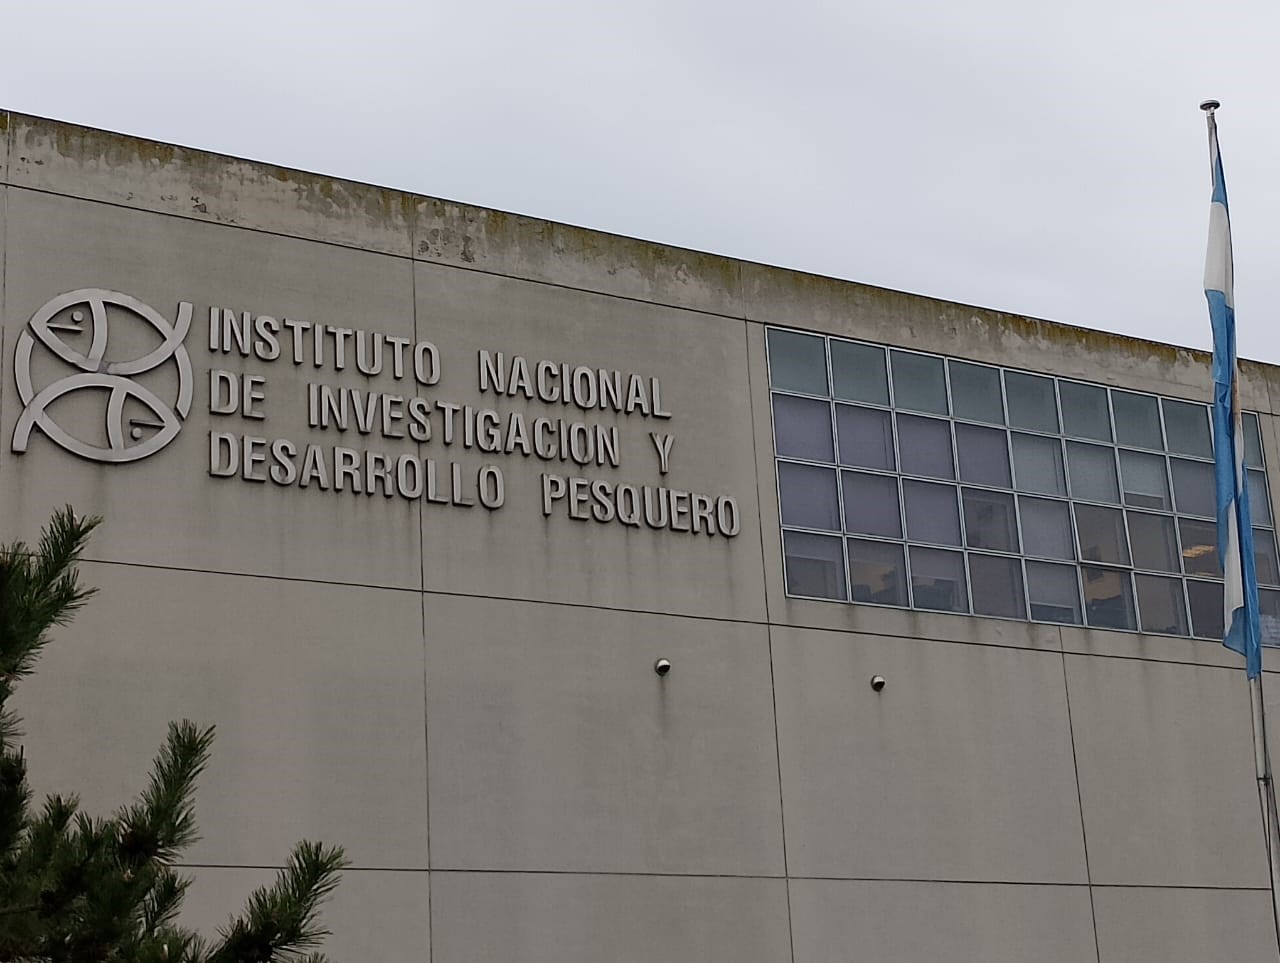 INSTITUTO NACIONAL
DE INVESTIGACION Y
DESARROLLO PESQUERO